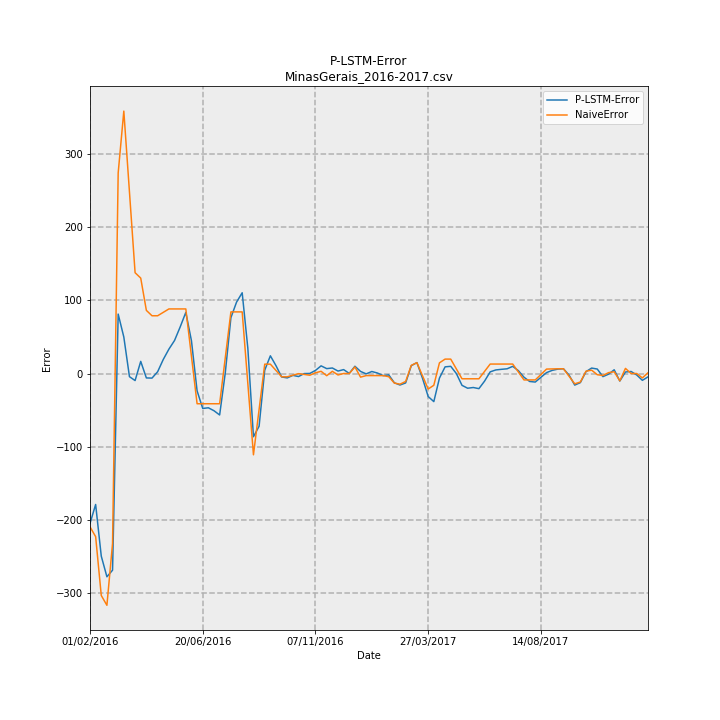 P-LSTM-Error
MinasGerais_2016-2017.csv
P-LSTM-Error
NaiveError
300
200
100
0
−100
−200
−300
Error
01/02/2016 20/06/2016 07/11/2016 27/03/2017 14/08/2017
Date